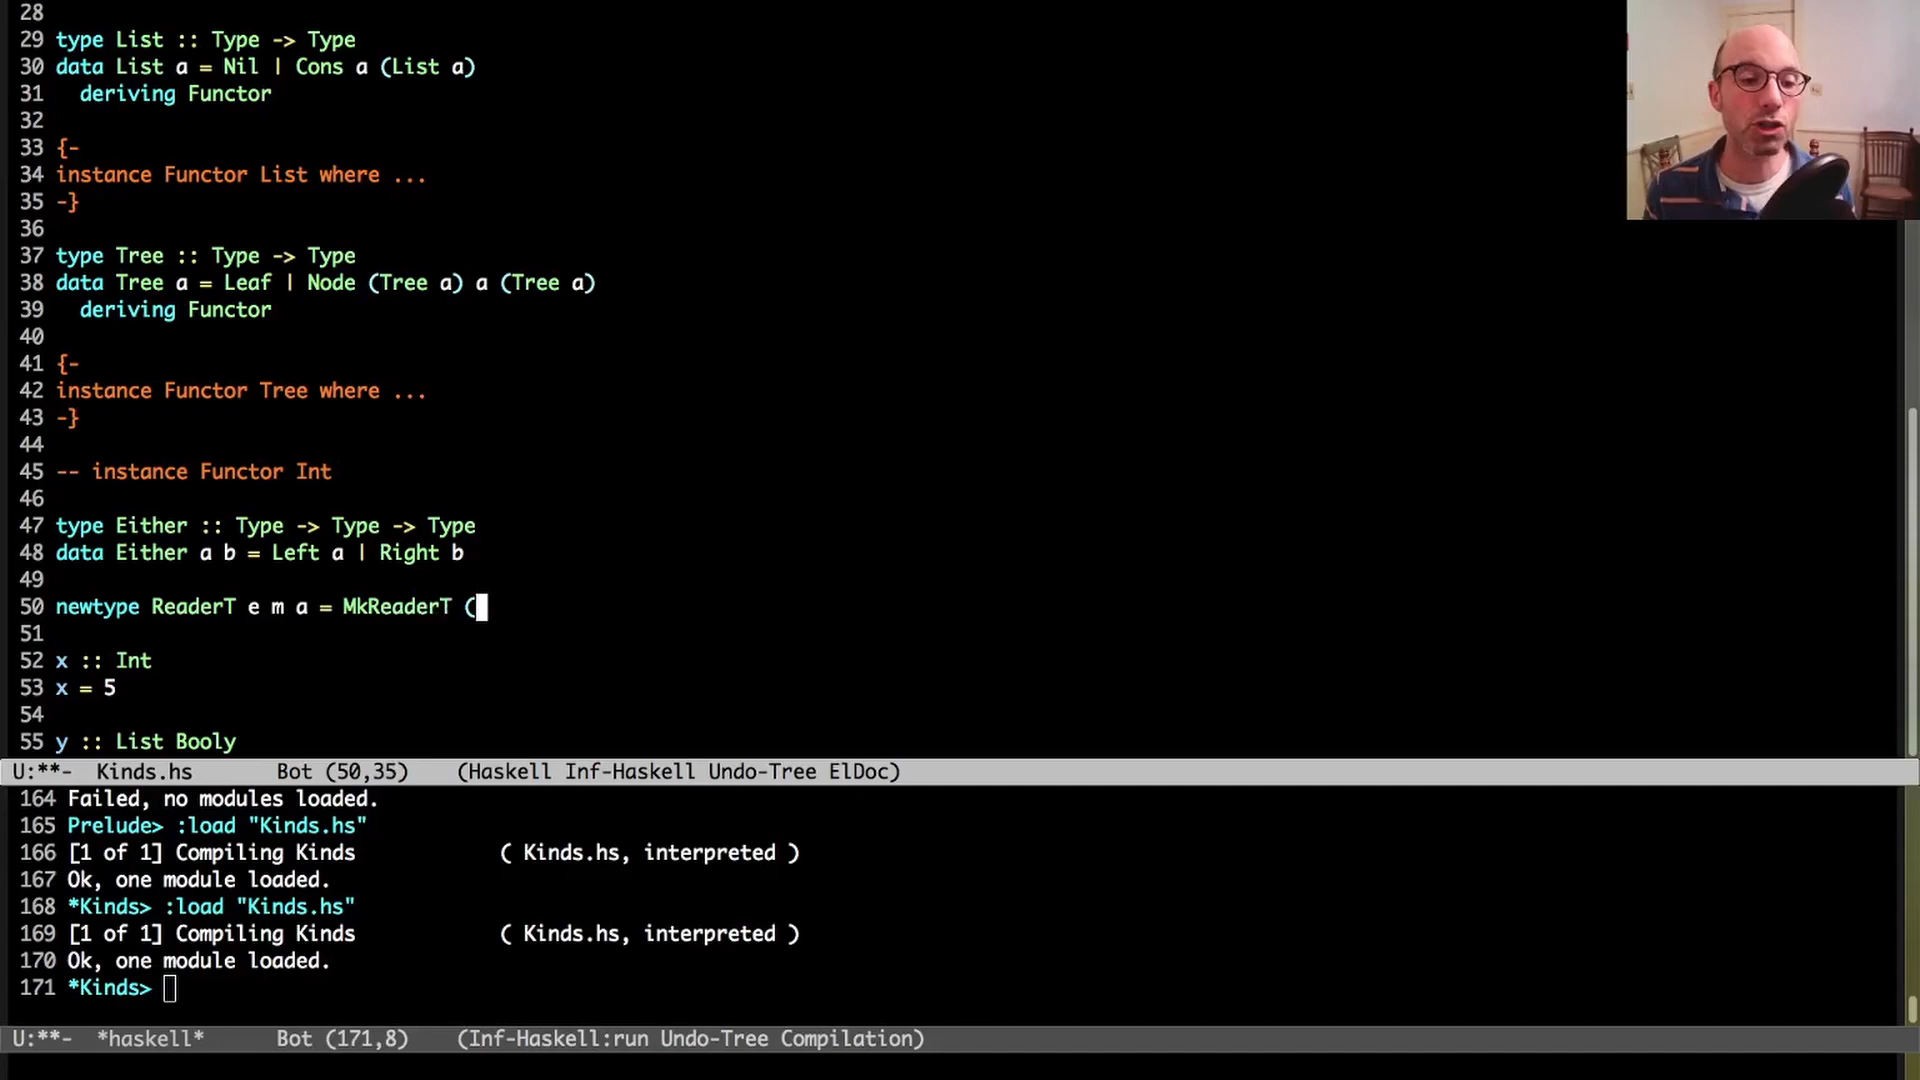 28
29 type List :: Type -> Type
30 data List a = Nil | Cons a (List a)
31   deriving Functor
32
33 {-
34 instance Functor List where ...
35 -}
36
37 type Tree :: Type -> Type
38 data Tree a = Leaf | Node (Tree a) a (Tree a)
39   deriving Functor
40
41 {-
42 instance Functor Tree where ...
43 -}
44
45 -- instance Functor Int
46
47 type Either :: Type -> Type -> Type
48 data Either a b = Left a | Right b
49
50 newtype ReaderT e m a = MkReaderT (
51
52 x :: Int
53 x = 5
54
55 y :: List Booly
U:**-  Kinds.hs       Bot (50,35)    (Haskell Inf-Haskell Undo-Tree ElDoc)
164 Failed, no modules loaded.
165 Prelude> :load "Kinds.hs"
166 [1 of 1] Compiling Kinds            ( Kinds.hs, interpreted )
167 Ok, one module loaded.
168 *Kinds> :load "Kinds.hs"
169 [1 of 1] Compiling Kinds            ( Kinds.hs, interpreted )
170 Ok, one module loaded.
171 *Kinds>
U:**-  *haskell*      Bot (171,8)    (Inf-Haskell:run Undo-Tree Compilation)